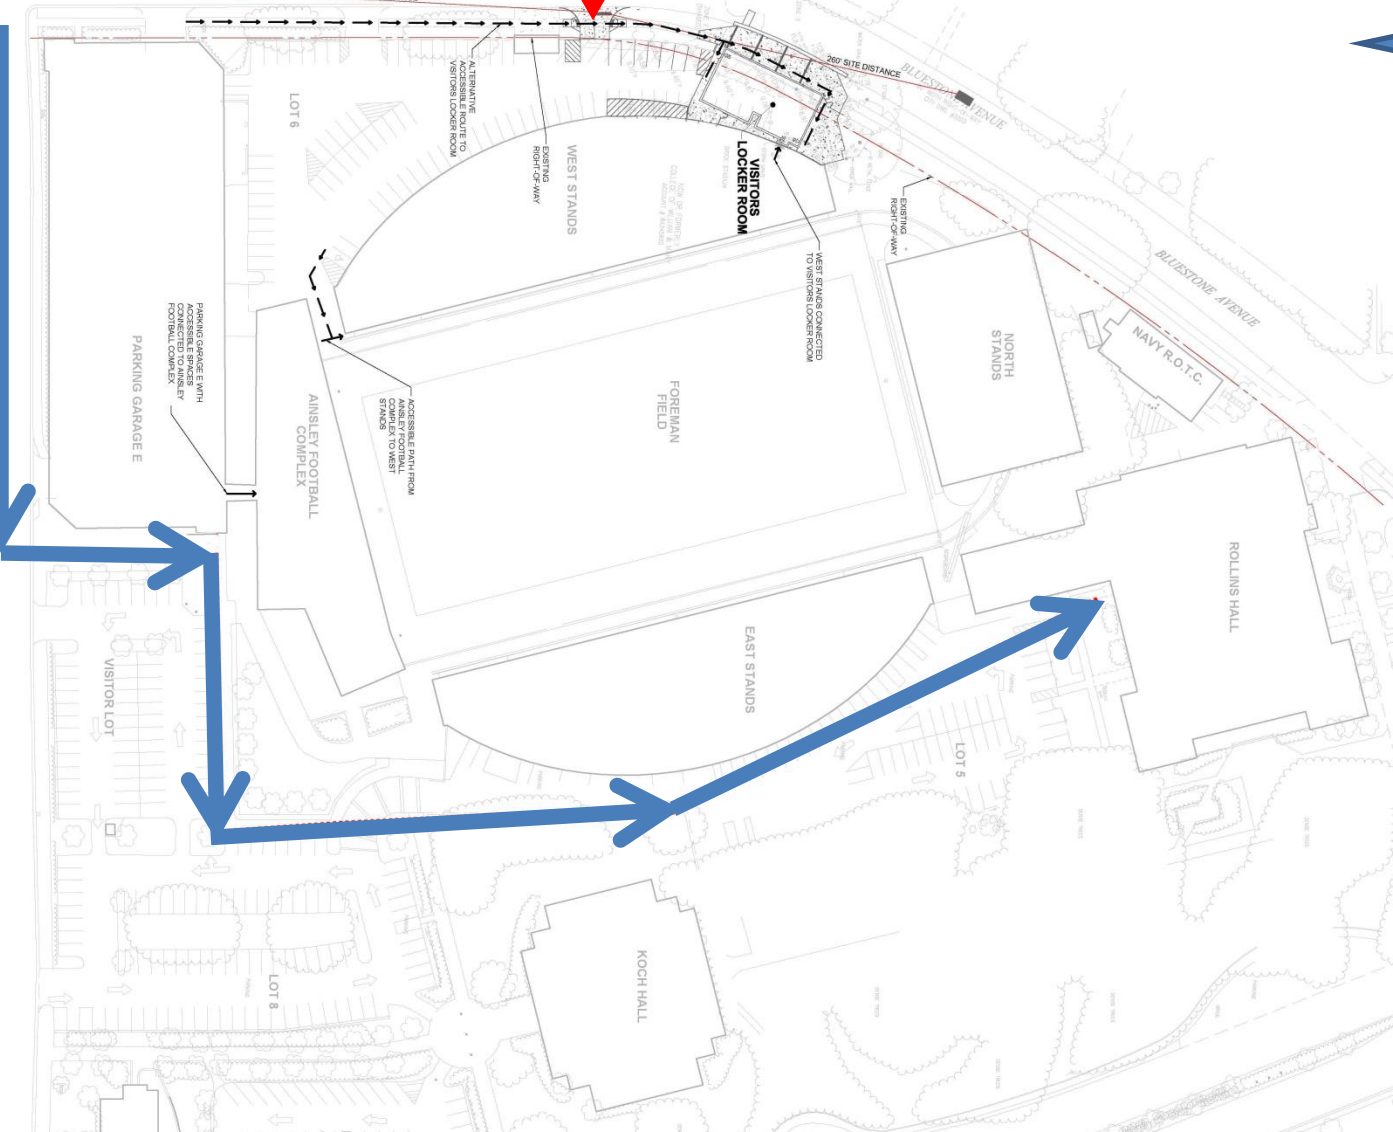 LOT 6
ALTERNATIVE
ACCESSIBLE ROUTE TO
VISITORS LOCKER ROOM
EXISTING
RIGHT-OF-WAY
WEST STANDS
VISITORS
LOCKER ROOM
260' SITE DISTANCE
BLUESTONE AVENUE
EXISTING
RIGHT-OF-WAY
WEST STANDS CONNECTED
TO VISITORS LOCKER ROOM
BLUESTONE AVENUE
NORTH
STANDS
NAVY R.O.T.C.
PARKING GARAGE E WITH
ACCESSIBLE SPACES
CONNECTED TO AINSLEY
FOOTBALL COMPLEX
PARKING GARAGE E
AINSLEY FOOTBALL
COMPLEX
ACCESSIBLE PATH FROM
AINSLEY FOOTBALL
COMPLEX TO WEST
STANDS
FOREMAN
FIELD
ROLLINS HALL
EAST STANDS
VISITOR LOT
LOT 5
LOT 8
KOCH HALL